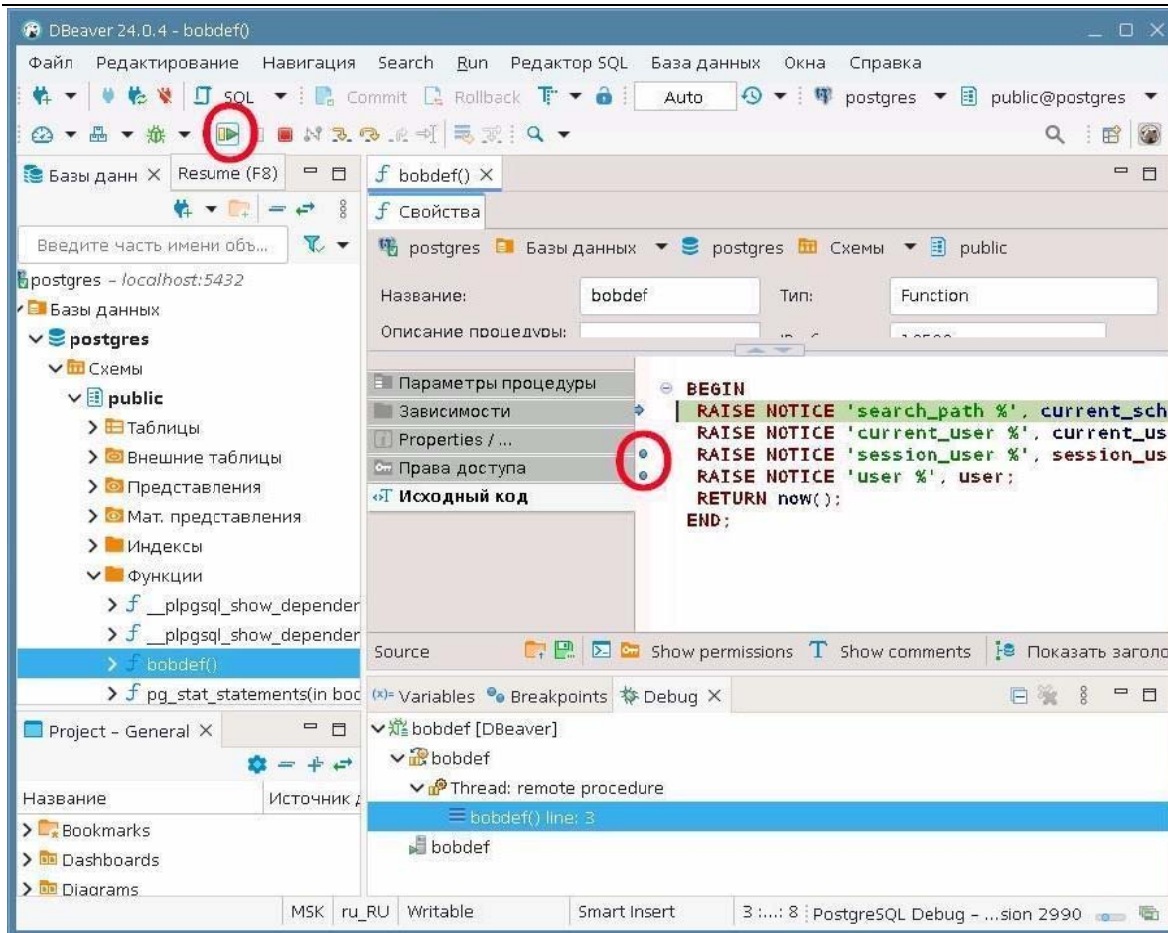 DBeaver 24.0.4 - bobdef()
Файл Редактирование Навигация Search Run Редактор SQL База данных Окна Справка
SQL Commit Rollback Auto postgres public@postgres
Базы данн Resume (F8) bobdef()
Свойства
Введите часть имени объ... postgres Базы данных postgres Схемы public
postgres - localhost:5432
Название: bobdef Тип: Function
Базы данных
Описание процедуры:
postgres
Схемы
public
Таблицы
Внешние таблицы
Представления
Мат. представления
Индексы
Функции
__plpgsql_show_depender
__plpgsql_show_depender
bobdef()
pg_stat_statements(in boo
Параметры процедуры
Зависимости
Properties / ...
Права доступа
Исходный код
BEGIN
RAISE NOTICE 'search_path %', current_sch
RAISE NOTICE 'current_user %', current_us
RAISE NOTICE 'session_user %', session_us
RAISE NOTICE 'user %', user;
RETURN now();
END;
Source Show permissions Show comments Показать заголо
Variables Breakpoints Debug
Project - General
Название Источник д
Bookmarks
Dashboards
Diagrams
bobdef [DBeaver]
bobdef
Thread: remote procedure
bobdef() line: 3
bobdef
MSK ru_RU Writable Smart Insert 3 :...: 8 PostgreSQL Debug - ...sion 2990